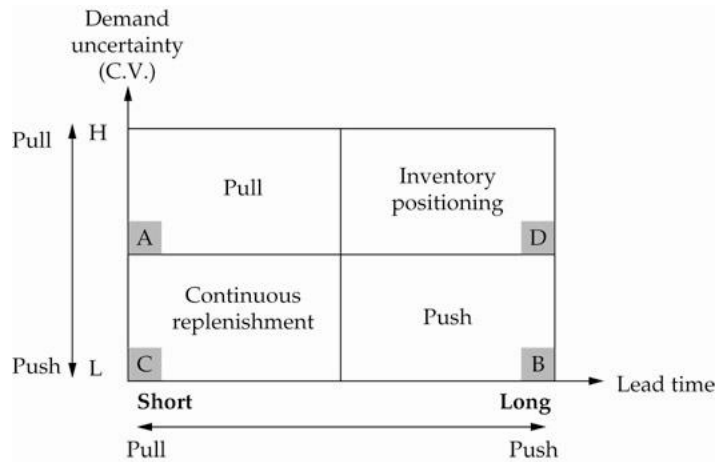 Demand
uncertainty
(C.V.)
Pull
H
Pull
Inventory
positioning
A
D
Continuous
replenishment
Push
Push
L
C
B
Lead time
Short
Long
Pull
Push